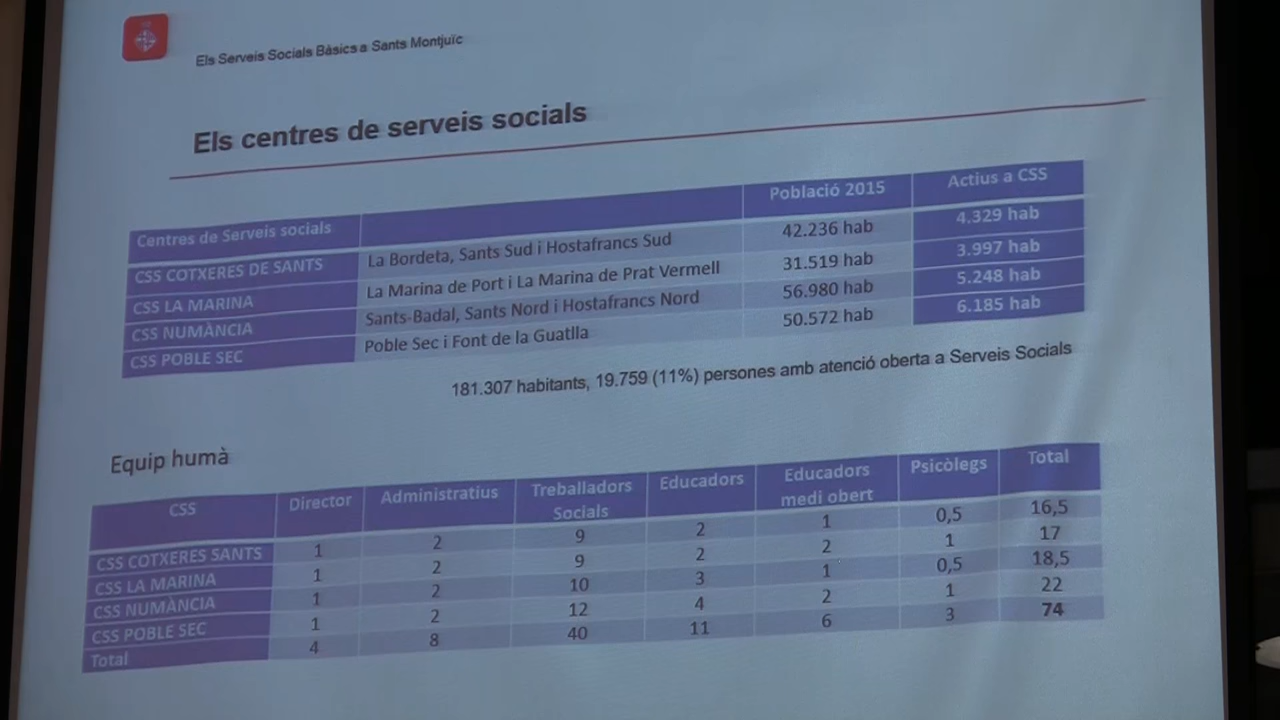 Els Serveis Socials Bàsics a Sants Montjuïc
Els centres de serveis socials
Centres de Serveis socials Població 2015 Actius a CSS
CSS COTXERES DE SANTS La Bordeta, Sants Sud i Hostafrancs Sud 42.236 hab 4.329 hab
CSS LA MARINA La Marina de Port i La Marina de Prat Vermell 31.519 hab 3.997 hab
CSS NUMÀNCIA Sants-Badal, Sants Nord i Hostafrancs Nord 56.980 hab 5.248 hab
CSS POBLE SEC Poble Sec i Font de la Guatlla 50.572 hab 6.185 hab
181.307 habitants, 19.759 (11%) persones amb atenció oberta a Serveis Socials
Equip humà
CSS Director Administratius Treballadors Socials Educadors Educadors medi obert Psicòlegs Total
CSS COTXERES SANTS 1 2 9 2 1 0,5 16,5
CSS LA MARINA 1 2 9 2 2 1 17
CSS NUMÀNCIA 1 2 10 3 1 0,5 18,5
CSS POBLE SEC 1 2 12 4 2 1 22
Total 4 8 40 11 6 3 74